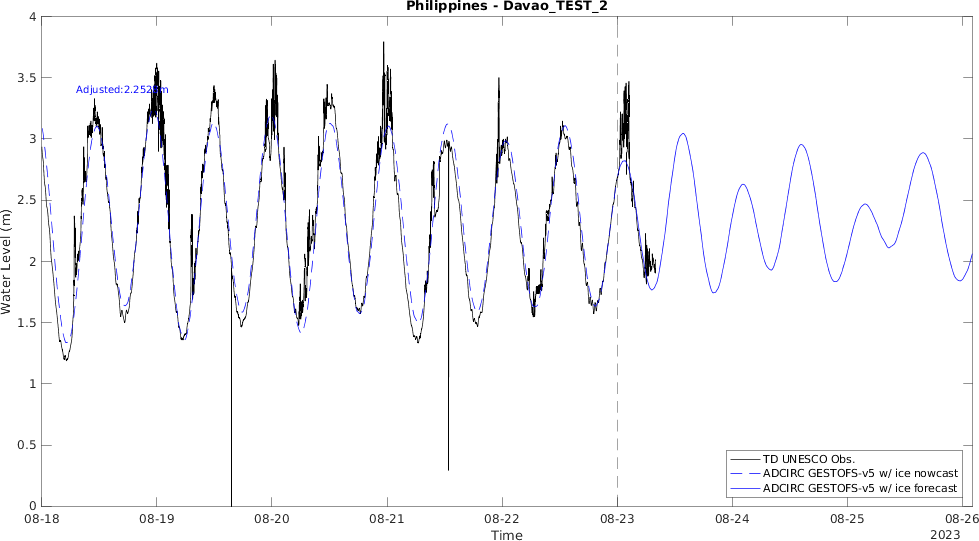 Philippines - Davao_TEST_2
4
3.5
Adjusted:2.252 m
3
2.5
Water Level (m)
2
1.5
1
0.5
0
TD UNESCO Obs.
ADCIRC GESTOFS-v5 w/ ice nowcast
ADCIRC GESTOFS-v5 w/ ice forecast
08-18 08-19 08-20 08-21 08-22 08-23 08-24 08-25 08-26
Time
2023